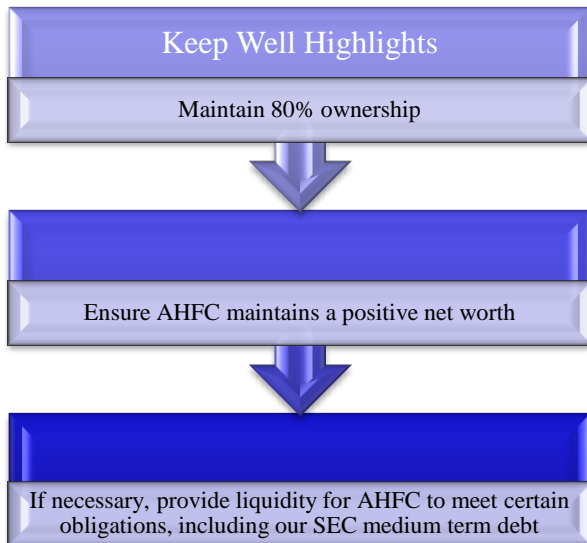 Keep Well Highlights
Maintain 80% ownership
Ensure AHFC maintains a positive net worth
If necessary, provide liquidity for AHFC to meet certain
obligations, including our SEC medium term debt